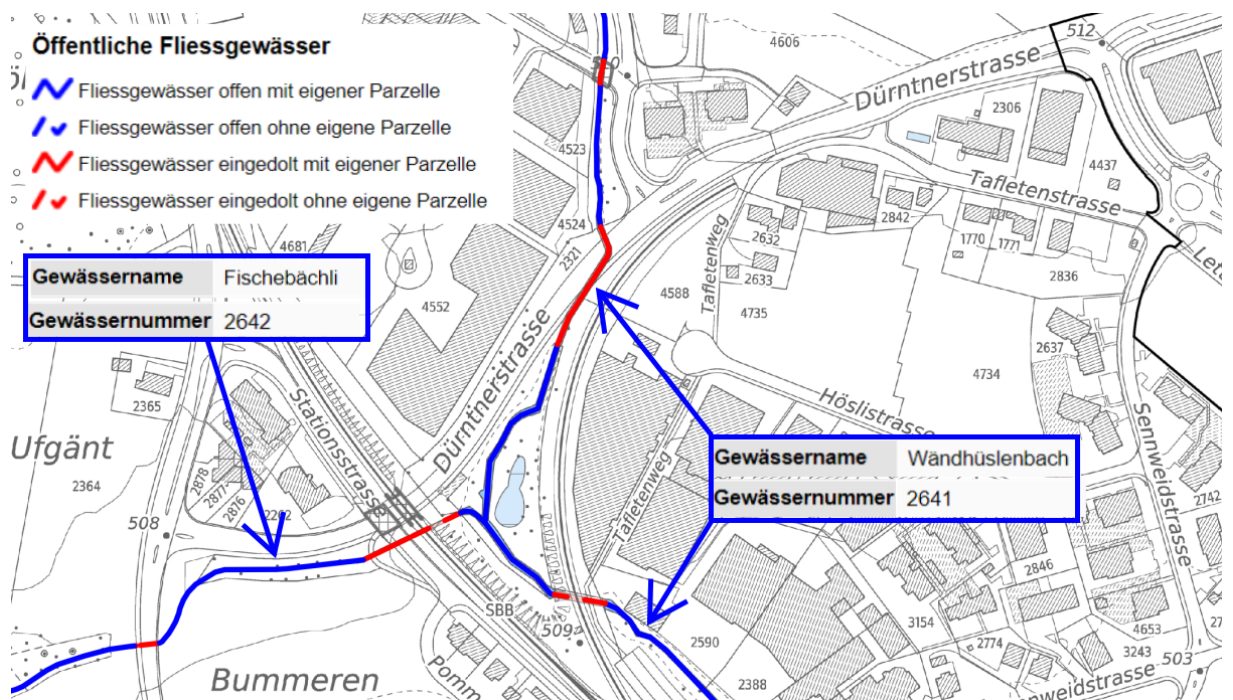 Öffentliche Fliessgewässer
Fliessgewässer offen mit eigener Parzelle
Fliessgewässer offen ohne eigene Parzelle
Fliessgewässer eingedolt mit eigener Parzelle
Fliessgewässer eingedolt ohne eigene Parzelle
512
4606
Dürntnerstrasse
2306
4523
4437
Tafletenstrasse
4524
2842
4681
2321
2632
1770
1771
Gewässername Fischebächli
Gewässernummer 2642
Tafletenweg
2633
2836
4588
4552
4735
2637
Dürntnerstrasse
4734
2365
Stationsstrasse
Höslistrasse
Ufgänt
Gewässername Wändhüslenbach
Gewässernummer 2641
Sennweidstrasse
2364
2878
2877
2876
2262
Tafletenweg
2742
508
2846
SBB
509
3154
4653
2590
2774
3243
503
Bummeren
2388